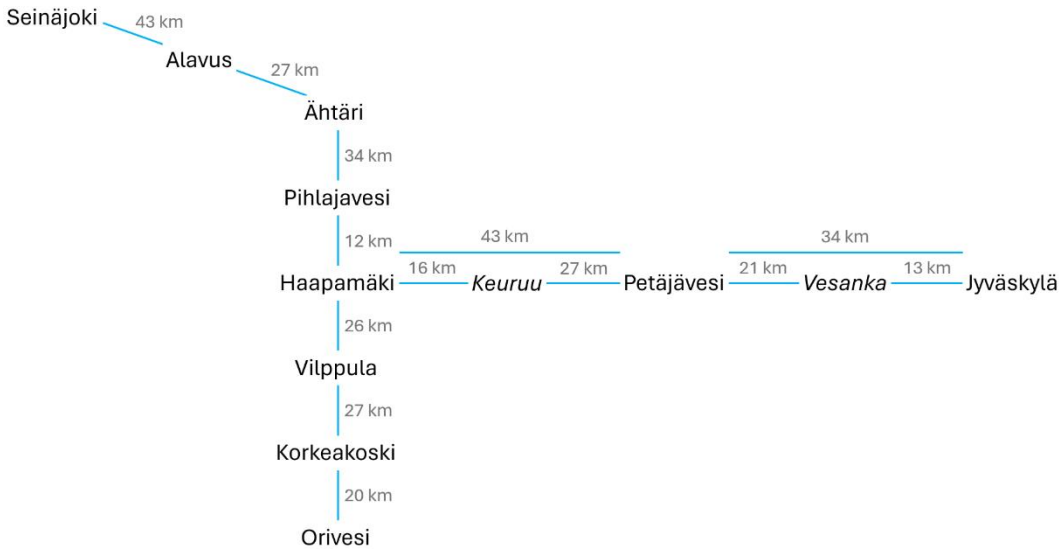 Seinäjoki
43 km
Alavus
27 km
Ähtäri
34 km
Pihlajavesi
12 km
43 km
34 km
Haapamäki 16 km Keuruu 27 km Petäjävesi 21 km Vesanka 13 km Jyväskylä
26 km
Vilppula
27 km
Korkeakoski
20 km
Orivesi